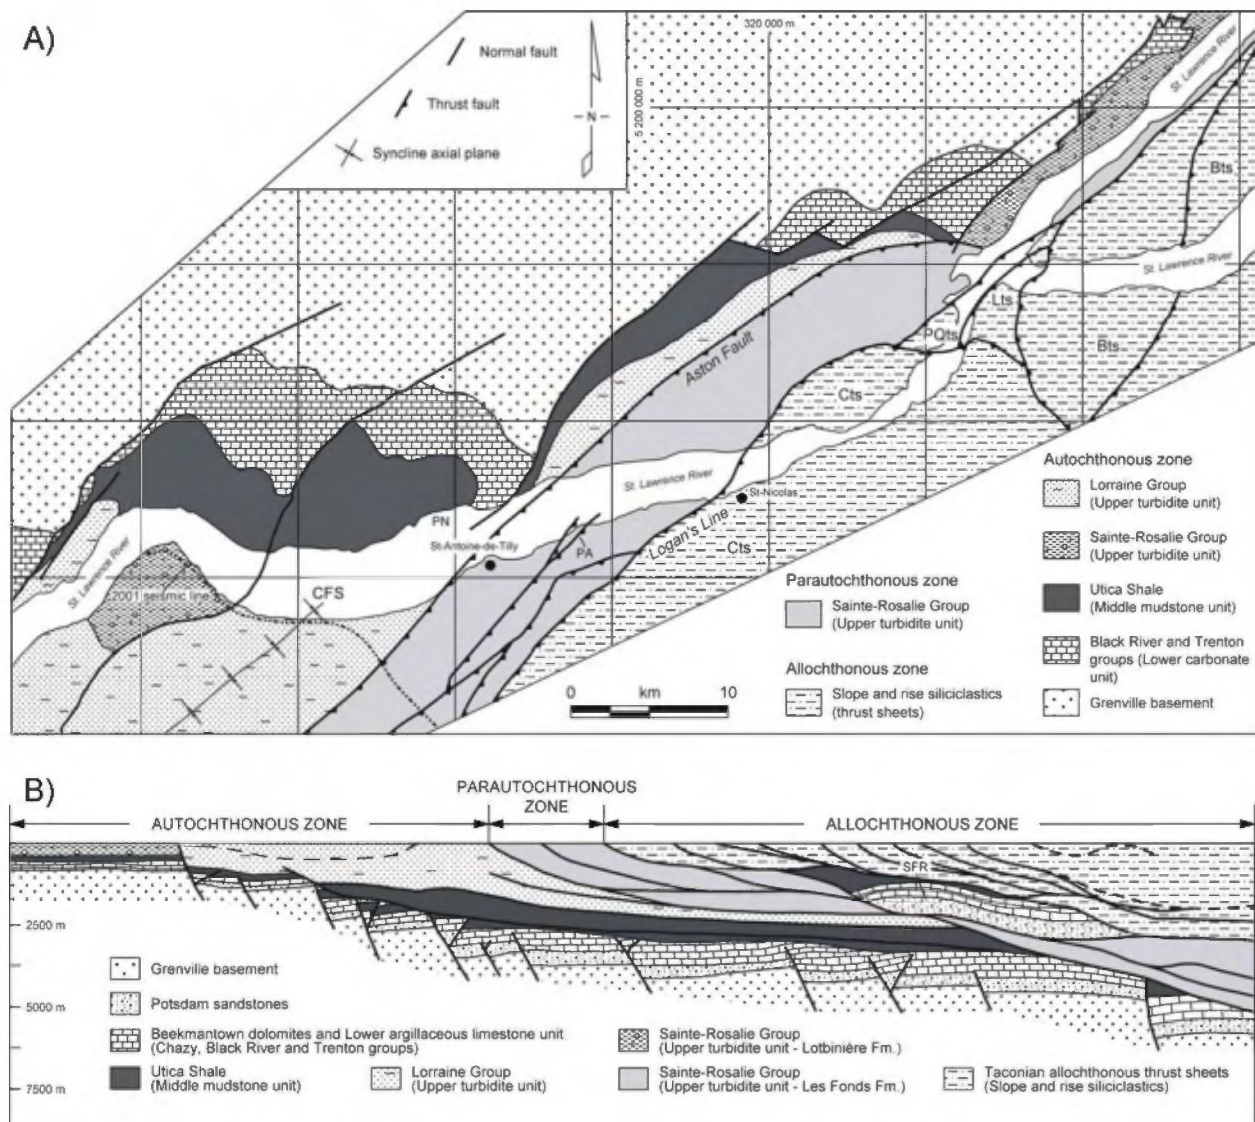 A)
Normal fault
Thrust fault
Syncline axial plane
N
320 000 m
5 200 000 m
St. Lawrence River
Bts
St. Lawrence River
Lts
PQts
Bts
Aston Fault
Cts
St. Lawrence River
St-Nicolas
PN
St-Antoine-de-Tilly
PA
Logan's Line
Cts
St. Lawrence River
2001 seismic line
CFS
0 km 10
Parautochthonous zone
Sainte-Rosalie Group
(Upper turbidite unit)
Allochthonous zone
Slope and rise siliciclastics
(thrust sheets)
Autochthonous zone
Lorraine Group
(Upper turbidite unit)
Sainte-Rosalie Group
(Upper turbidite unit)
Utica Shale
(Middle mudstone unit)
Black River and Trenton
groups (Lower carbonate
unit)
Grenville basement
B)
AUTOCHTHONOUS ZONE
PARAUTOCHTHONOUS
ZONE
ALLOCHTHONOUS ZONE
SFR
2500 m
5000 m
7500 m
Grenville basement
Potsdam sandstones
Beekmantown dolomites and Lower argillaceous limestone unit
(Chazy, Black River and Trenton groups)
Utica Shale
(Middle mudstone unit)
Lorraine Group
(Upper turbidite unit)
Sainte-Rosalie Group
(Upper turbidite unit - Lotbinière Fm.)
Sainte-Rosalie Group
(Upper turbidite unit - Les Fonds Fm.)
Taconian allochthonous thrust sheets
(Slope and rise siliciclastics)